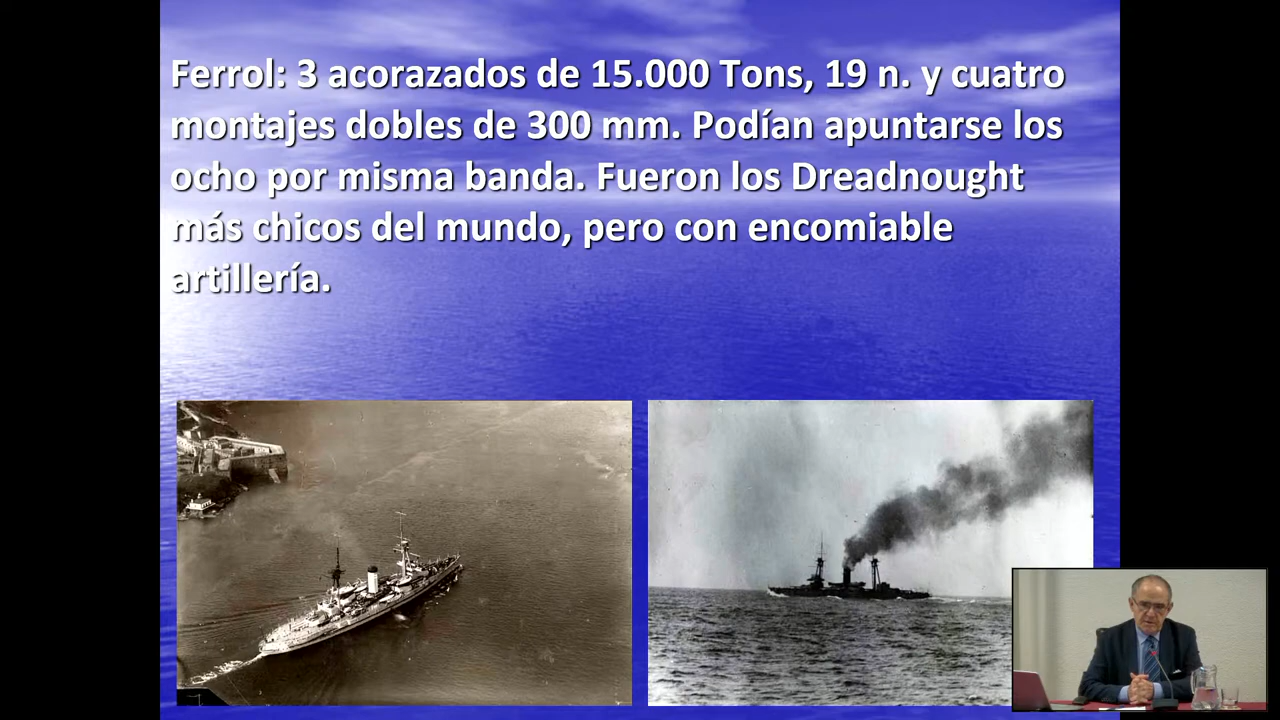 Ferrol: 3 acorazados de 15.000 Tons, 19 n. y cuatro
montajes dobles de 300 mm. Podían apuntarse los
ocho por misma banda. Fueron los Dreadnought
más chicos del mundo, pero con encomiable
artillería.